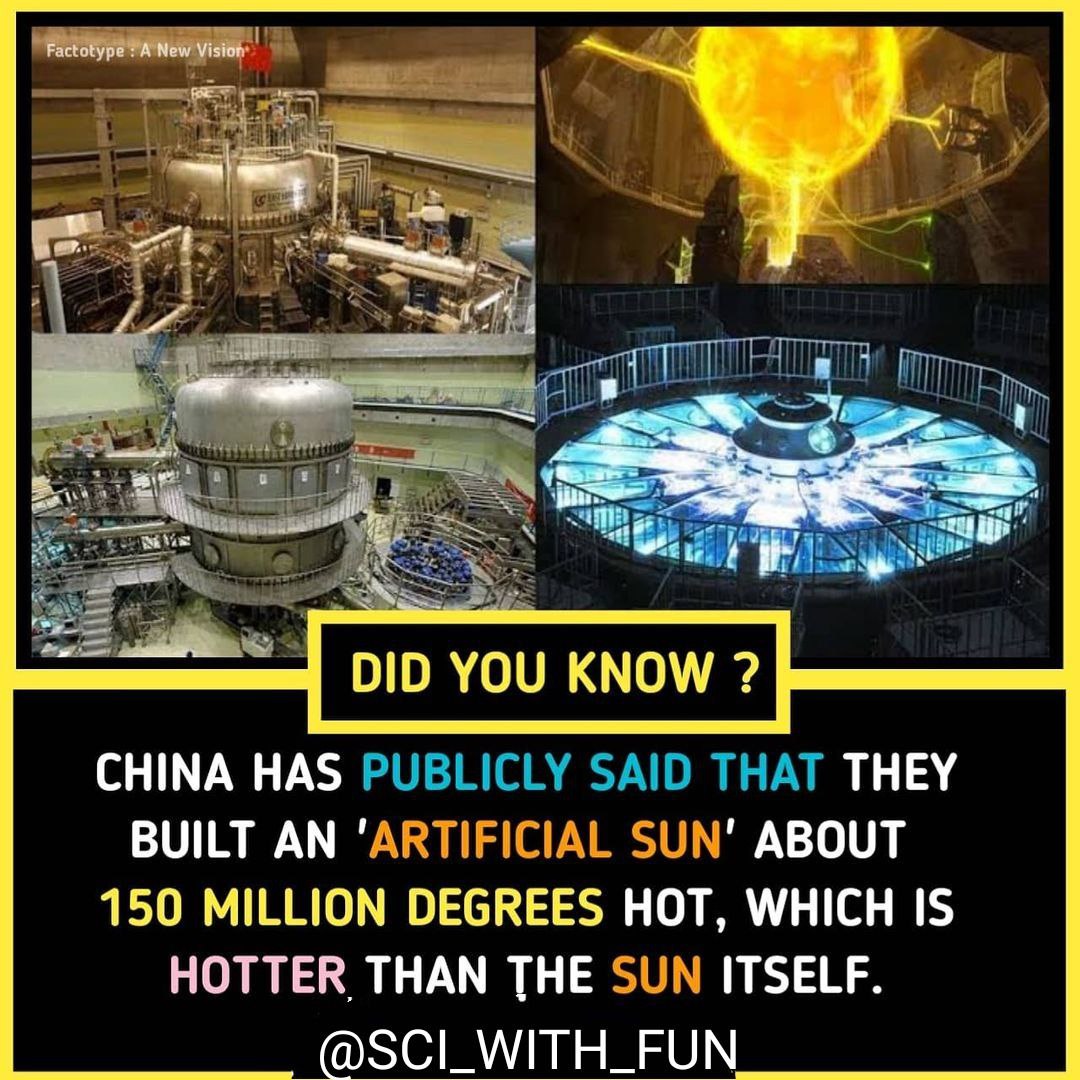 Factotype : A New Vision
DID YOU KNOW ?
CHINA HAS PUBLICLY SAID THAT THEY
BUILT AN 'ARTIFICIAL SUN' ABOUT
150 MILLION DEGREES HOT, WHICH IS
HOTTER THAN THE SUN ITSELF.
@SCI_WITH_FUN